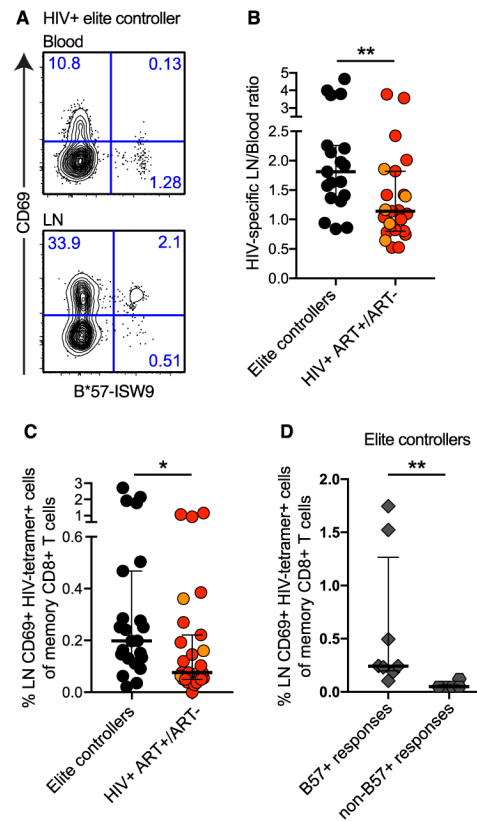 A HIV+ elite controller
Blood
10.8 0.13
1.28
LN
33.9 2.1
0.51
CD69
B*57-ISW9
B
**
HIV-specific LN/Blood ratio
5
4
3
2.5
2.0
1.5
1.0
0.5
0.0
Elite controllers
HIV+ ART+/ART-
C
*
% LN CD69+ HIV-tetramer+ cells
of memory CD8+ T cells
3
2
1
0.6
0.4
0.2
0.0
Elite controllers
HIV+ ART+/ART-
D
Elite controllers
**
% LN CD69+ HIV-tetramer+ cells
of memory CD8+ T cells
2.0
1.5
1.0
0.5
0.0
B57+ responses
non-B57+ responses